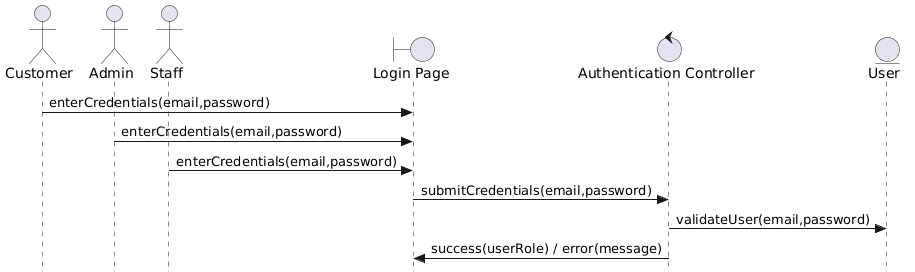 Customer Admin Staff Login Page Authentication Controller User
enterCredentials(email,password)
enterCredentials(email,password)
enterCredentials(email,password)
submitCredentials(email,password)
validateUser(email,password)
success(userRole) / error(message)